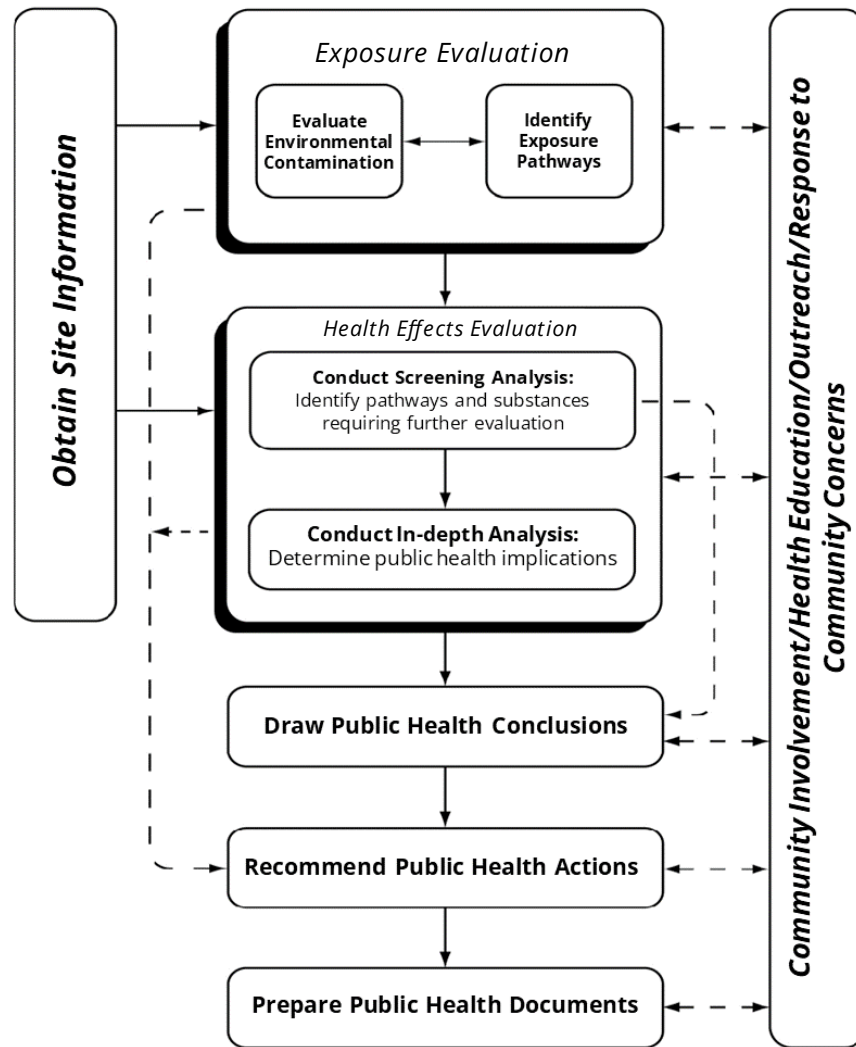 Obtain Site Information
Exposure Evaluation
Evaluate
Environmental
Contamination
Identify
Exposure
Pathways
Health Effects Evaluation
Conduct Screening Analysis:
Identify pathways and substances
requiring further evaluation
Conduct In-depth Analysis:
Determine public health implications
Draw Public Health Conclusions
Recommend Public Health Actions
Prepare Public Health Documents
Community Involvement/Health Education/Outreach/Response to
Community Concerns